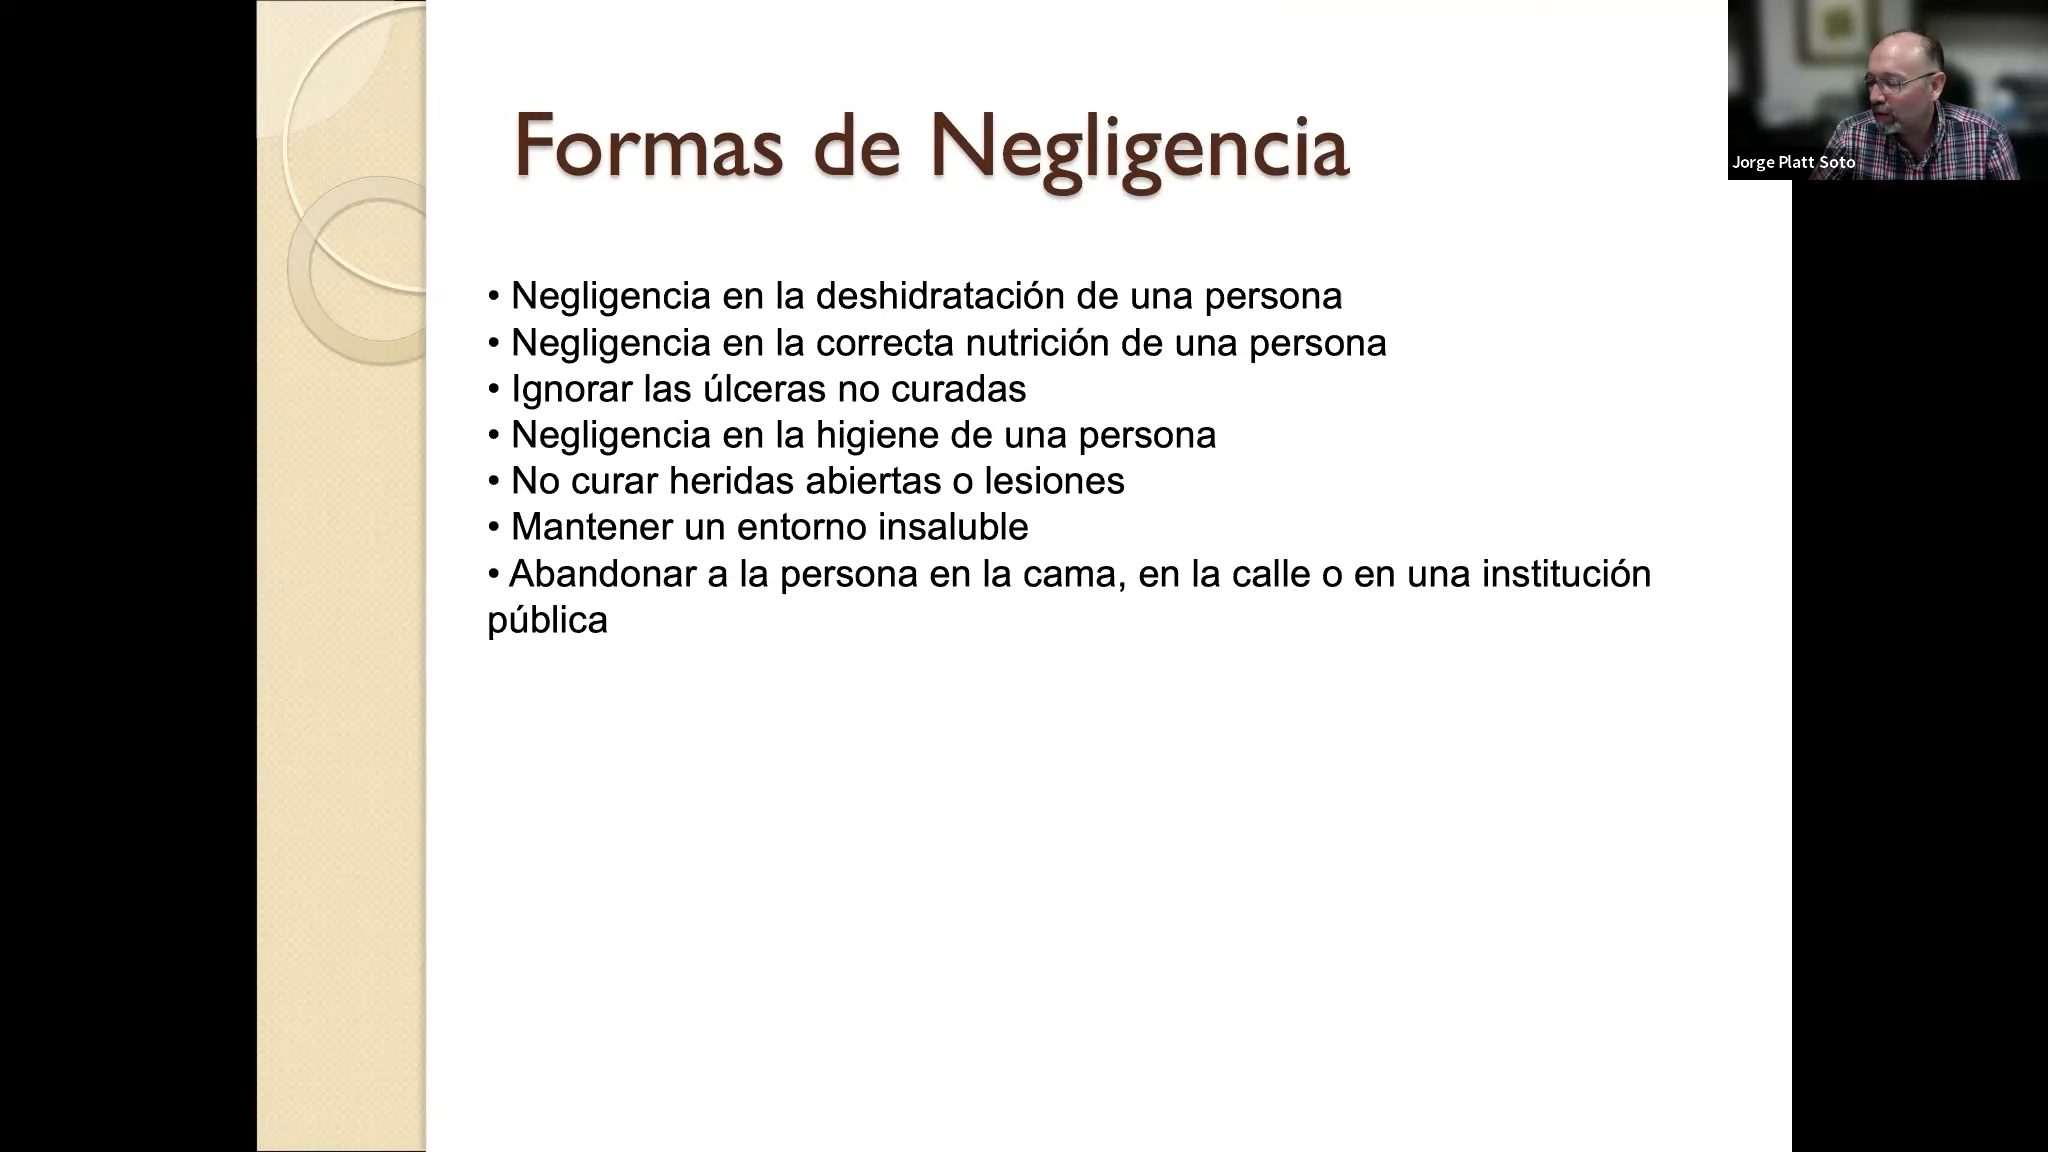 Formas de Negligencia
Jorge Platt Soto
• Negligencia en la deshidratación de una persona
• Negligencia en la correcta nutrición de una persona
• Ignorar las úlceras no curadas
• Negligencia en la higiene de una persona
• No curar heridas abiertas o lesiones
• Mantener un entorno insaluble
• Abandonar a la persona en la cama, en la calle o en una institución
pública